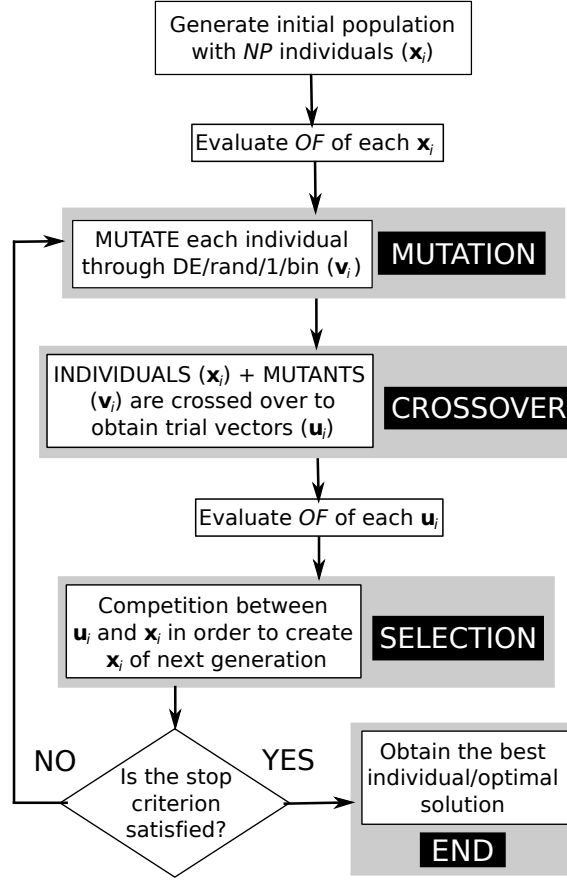 Generate initial population
with NP individuals (xᵢ)
Evaluate OF of each xᵢ
MUTATE each individual
through DE/rand/1/bin (vᵢ)
MUTATION
INDIVIDUALS (xᵢ) + MUTANTS
(vᵢ) are crossed over to
obtain trial vectors (uᵢ)
CROSSOVER
Evaluate OF of each uᵢ
Competition between
uᵢ and xᵢ in order to create
xᵢ of next generation
SELECTION
NO
Is the stop
criterion
satisfied?
YES
Obtain the best
individual/optimal
solution
END